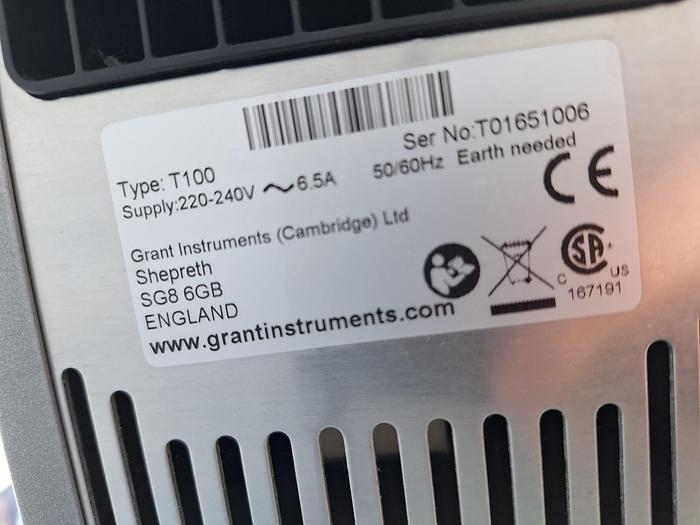 Ser No:T01651006
Type: T100
Supply:220-240V ~ 6.5A 50/60Hz Earth needed
CE
Grant Instruments (Cambridge) Ltd
Shepreth
SG8 6GB
ENGLAND
www.grantinstruments.com
SA
C US
167191